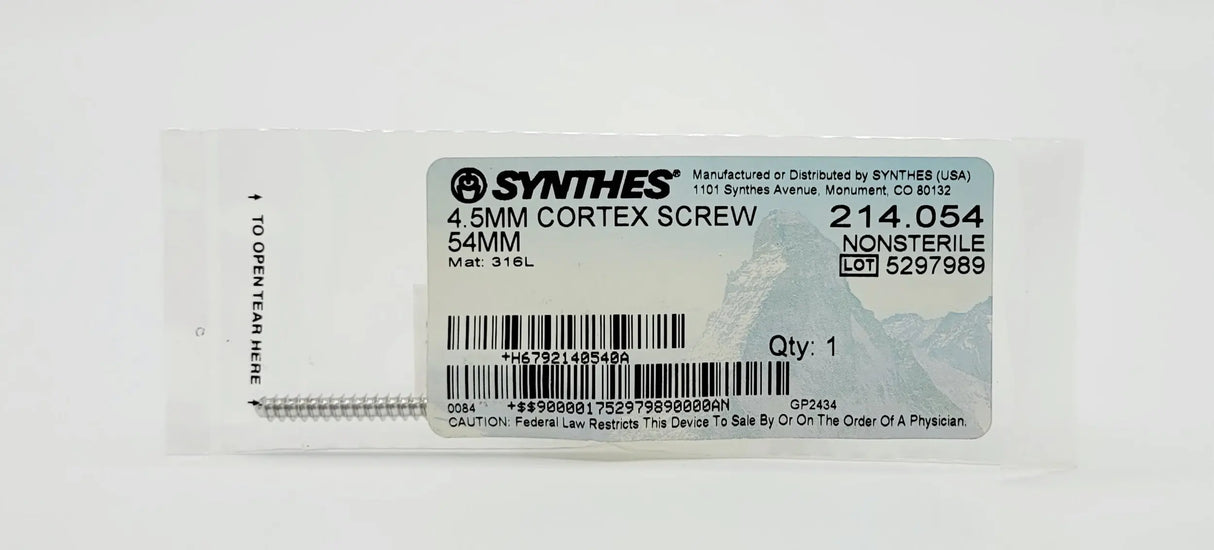 TO OPEN TEAR HERE
SYNTHES®
Manufactured or Distributed by SYNTHES (USA)
1101 Synthes Avenue, Monument, CO 80132
4.5MM CORTEX SCREW
54MM
Mat: 316L
214.054
NONSTERILE
LOT 5297989
Qty: 1
+H6792140540A
0084 +$$900001752979890000AN GP2434
CAUTION: Federal Law Restricts This Device To Sale By Or On The Order Of A Physician.